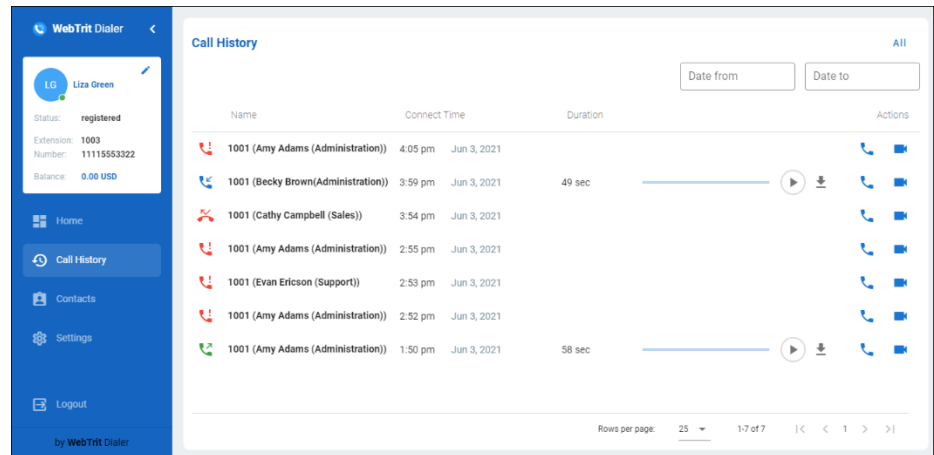 WebTrit Dialer
LG Liza Green
Status: registered
Extension: 1003
Number: 11115553322
Balance: 0.00 USD
Home
Call History
Contacts
Settings
Logout
by WebTrit Dialer
Call History All
Date from Date to
Name Connect Time Duration Actions
1001 (Amy Adams (Administration)) 4:05 pm Jun 3, 2021
1001 (Becky Brown(Administration)) 3:59 pm Jun 3, 2021 49 sec
1001 (Cathy Campbell (Sales)) 3:54 pm Jun 3, 2021
1001 (Amy Adams (Administration)) 2:55 pm Jun 3, 2021
1001 (Evan Ericson (Support)) 2:53 pm Jun 3, 2021
1001 (Amy Adams (Administration)) 2:52 pm Jun 3, 2021
1001 (Amy Adams (Administration)) 1:50 pm Jun 3, 2021 58 sec
Rows per page: 25 1-7 of 7 1